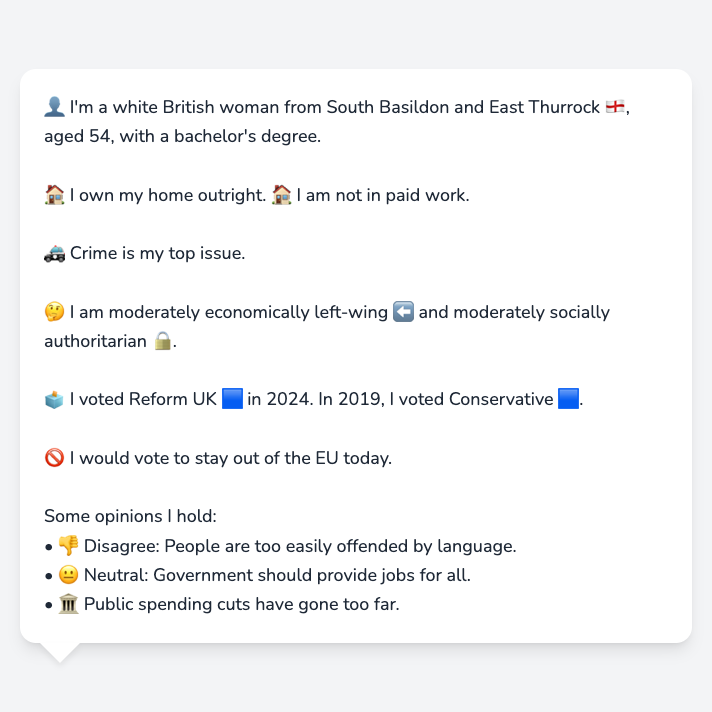 👤 I'm a white British woman from South Basildon and East Thurrock 🏴󠁧󠁢󠁥󠁮󠁧󠁿,
aged 54, with a bachelor's degree.
🏠 I own my home outright. 🏠 I am not in paid work.
🚓 Crime is my top issue.
🤔 I am moderately economically left-wing ⬅️ and moderately socially
authoritarian 🔒.
🗳️ I voted Reform UK 🟦 in 2024. In 2019, I voted Conservative 🟦.
🚫 I would vote to stay out of the EU today.
Some opinions I hold:
• 👎 Disagree: People are too easily offended by language.
• 😐 Neutral: Government should provide jobs for all.
• 🏛️ Public spending cuts have gone too far.